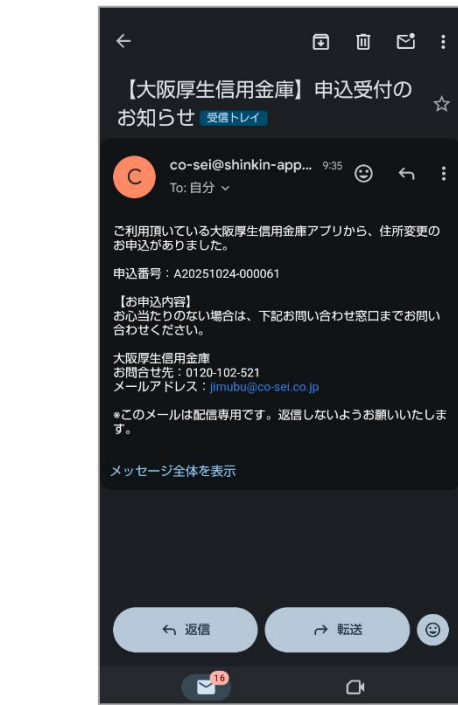 【大阪厚生信用金庫】申込受付の
お知らせ 受信トレイ
C
co-sei@shinkin-app... 9:35
To: 自分
ご利用頂いている大阪厚生信用金庫アプリから、住所変更の
お申込がありました。
申込番号：A20251024-000061
【お申込内容】
お心当たりのない場合は、下記お問い合わせ窓口までお問い
合わせください。
大阪厚生信用金庫
お問合せ先：0120-102-521
メールアドレス：jimubu@co-sei.co.jp
※このメールは配信専用です。返信しないようお願いいたしま
す。
メッセージ全体を表示
返信
転送
16